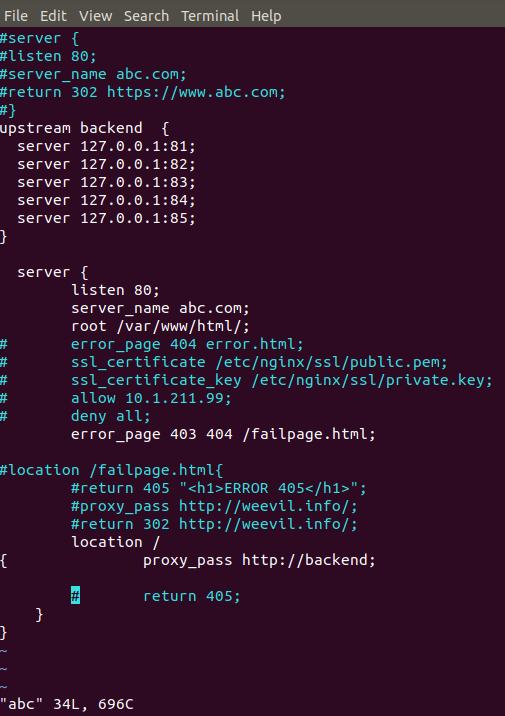 File Edit View Search Terminal Help
#server {
#listen 80;
#server_name abc.com;
#return 302 https://www.abc.com;
#}
upstream backend  {
  server 127.0.0.1:81;
  server 127.0.0.1:82;
  server 127.0.0.1:83;
  server 127.0.0.1:84;
  server 127.0.0.1:85;
}
  server {
        listen 80;
        server_name abc.com;
        root /var/www/html/;
#       error_page 404 error.html;
#       ssl_certificate /etc/nginx/ssl/public.pem;
#       ssl_certificate_key /etc/nginx/ssl/private.key;
#       allow 10.1.211.99;
#       deny all;
        error_page 403 404 /failpage.html;
#location /failpage.html{
        #return 405 "<h1>ERROR 405</h1>";
        #proxy_pass http://weevil.info/;
        #return 302 http://weevil.info/;
        location /
{               proxy_pass http://backend;
        #       return 405;
    }
}
~
~
~
"abc" 34L, 696C